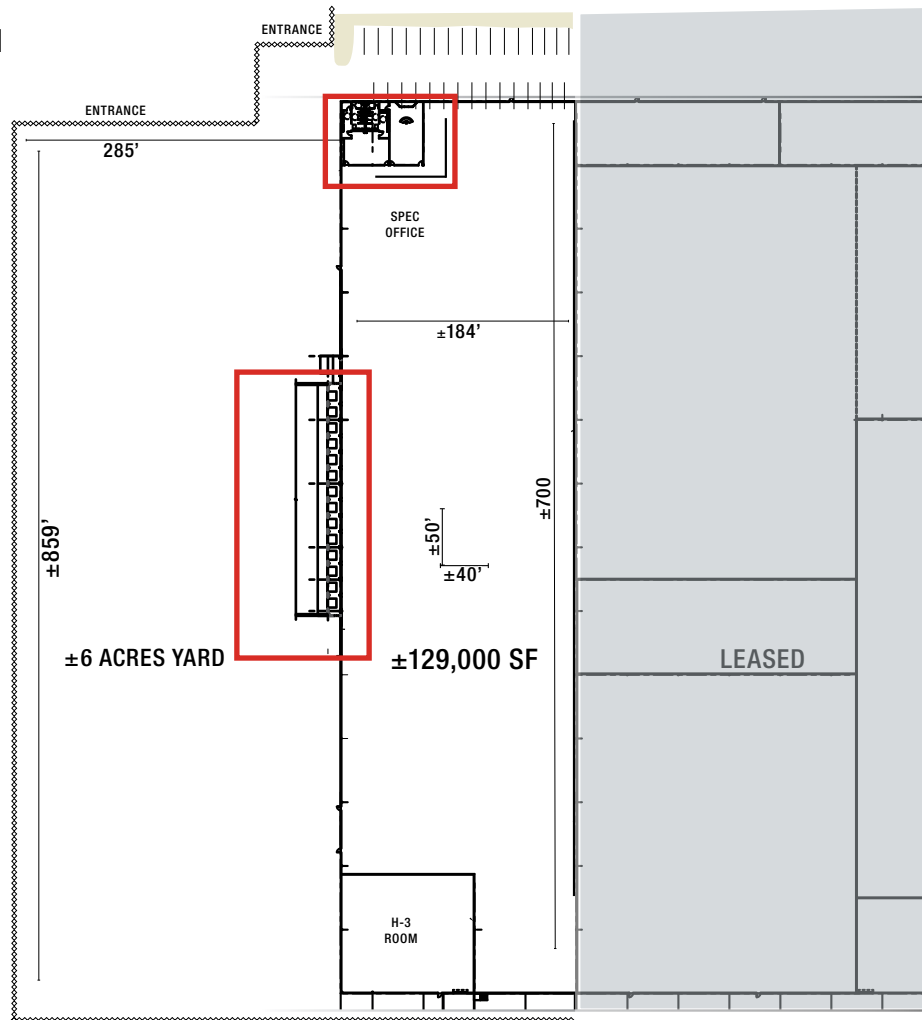 ENTRANCE
ENTRANCE
285'
SPEC
OFFICE
±184'
±700
±50'
±40'
±859'
±6 ACRES YARD
±129,000 SF
LEASED
H-3
ROOM